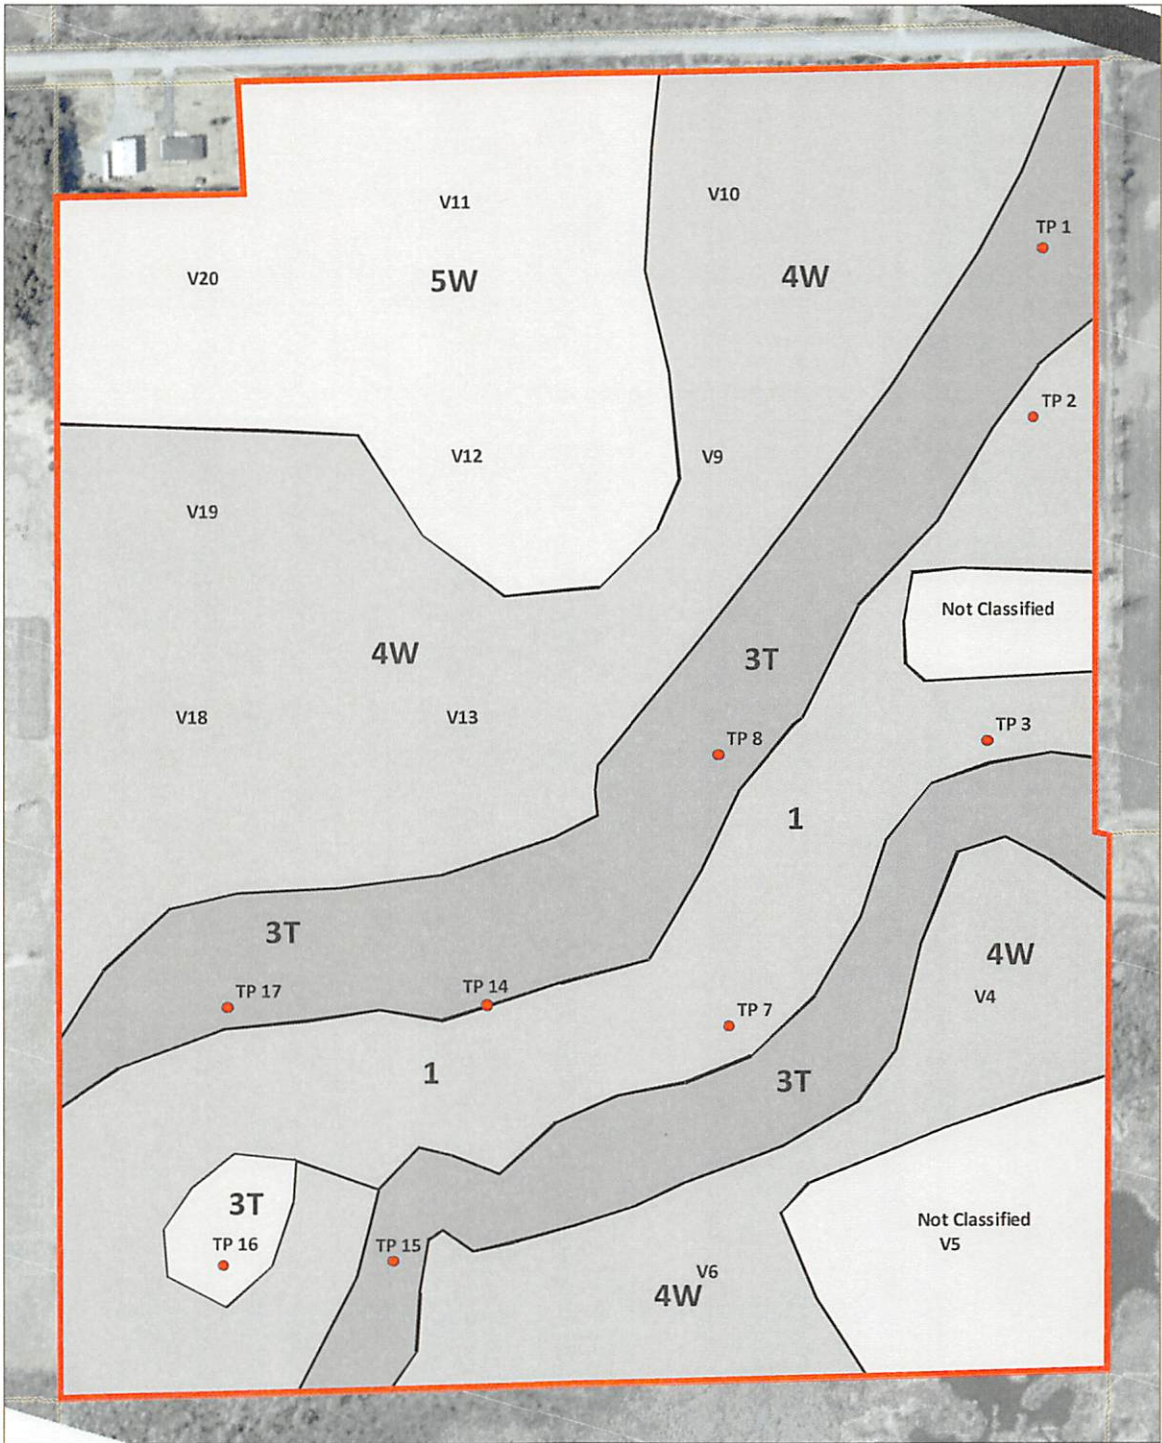 V10
V11
TP 1
V20
5W
4W
TP 2
V12
V9
V19
Not Classified
4W
3T
V18
V13
TP 3
TP 8
1
3T
4W
TP 17
TP 14
V4
TP 7
1
3T
3T
Not Classified
TP 16
TP 15
V5
V6
4W